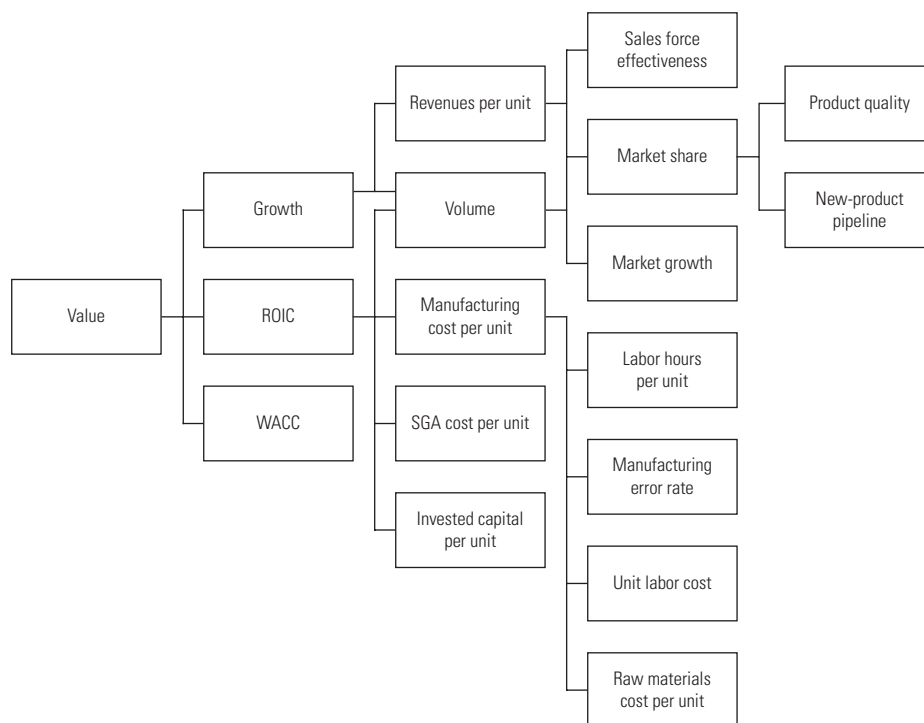 Value
Growth
ROIC
WACC
Revenues per unit
Volume
Manufacturing
cost per unit
SGA cost per unit
Invested capital
per unit
Sales force
effectiveness
Market share
Market growth
Labor hours
per unit
Manufacturing
error rate
Unit labor cost
Raw materials
cost per unit
Product quality
New-product
pipeline